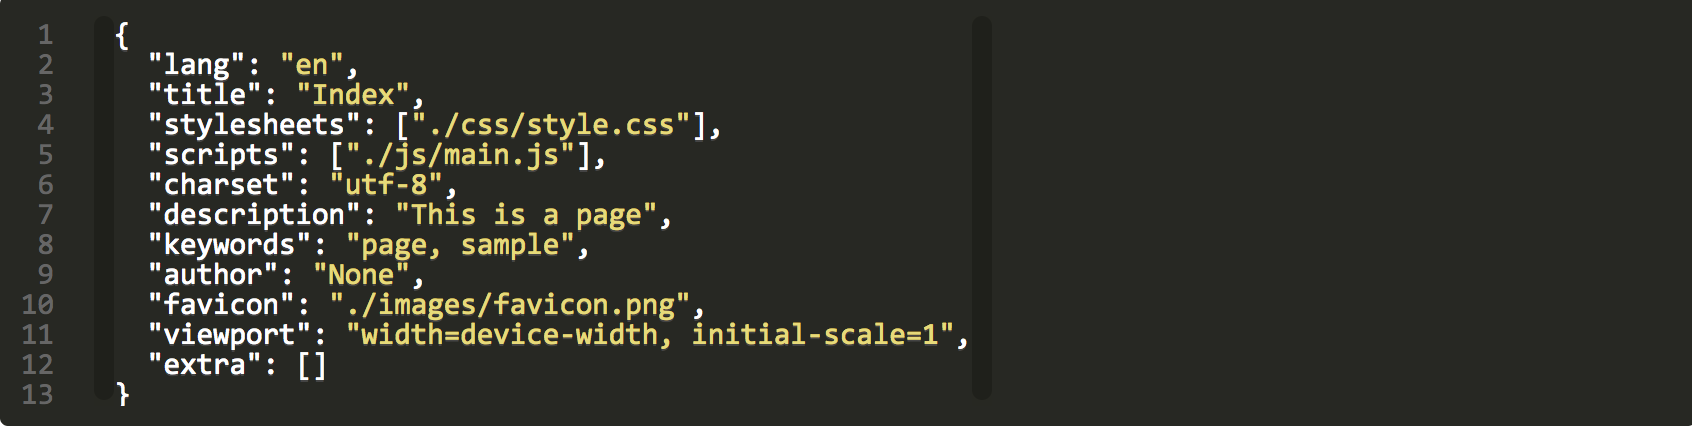 1 {
2   "lang": "en",
3   "title": "Index",
4   "stylesheets": ["./css/style.css"],
5   "scripts": ["./js/main.js"],
6   "charset": "utf-8",
7   "description": "This is a page",
8   "keywords": "page, sample",
9   "author": "None",
10   "favicon": "./images/favicon.png",
11   "viewport": "width=device-width, initial-scale=1",
12   "extra": []
13 }